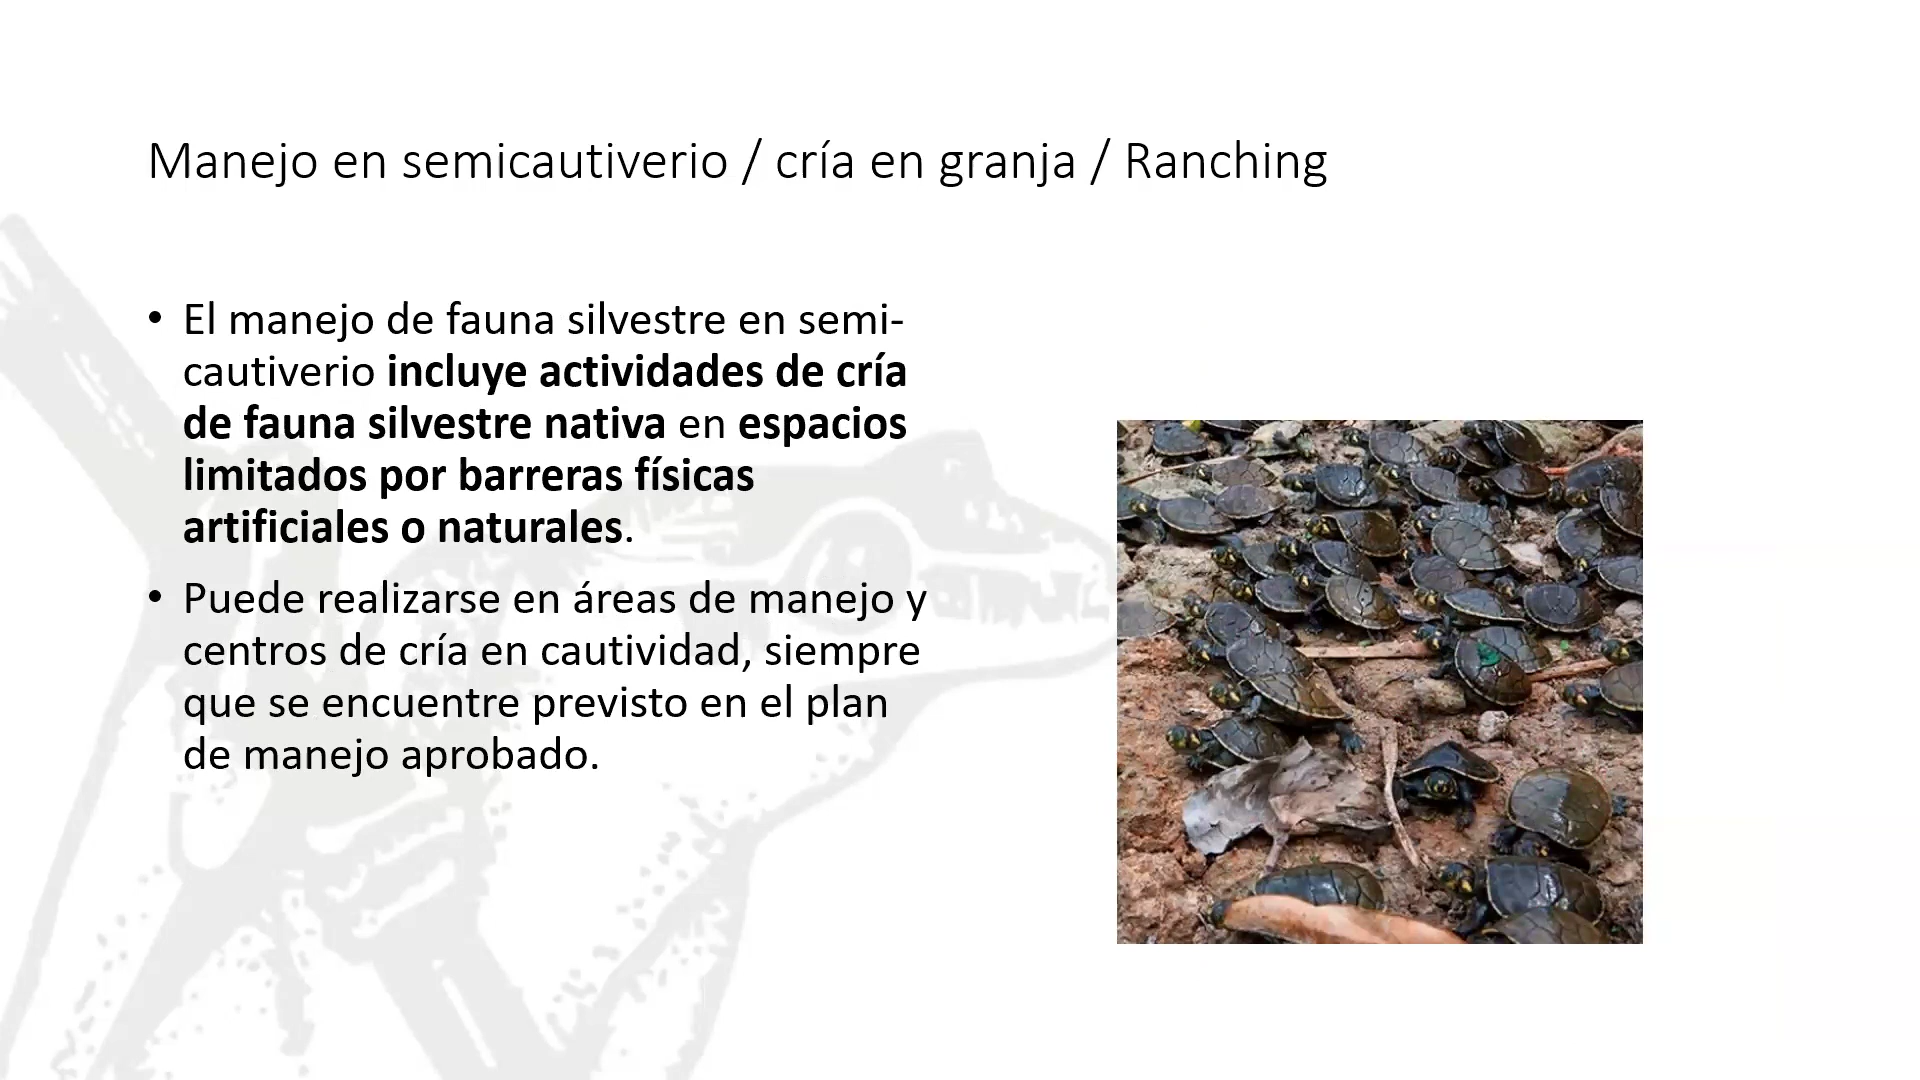 Manejo en semicautiverio / cría en granja / Ranching
• El manejo de fauna silvestre en semi-
cautiverio incluye actividades de cría
de fauna silvestre nativa en espacios
limitados por barreras físicas
artificiales o naturales.
• Puede realizarse en áreas de manejo y
centros de cría en cautividad, siempre
que se encuentre previsto en el plan
de manejo aprobado.